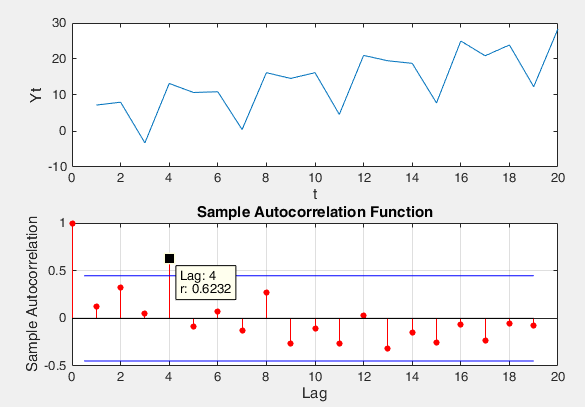 30
20
10
0
-10
Yt
0 2 4 6 8 10 12 14 16 18 20
t
Sample Autocorrelation Function
1
0.5
0
-0.5
Sample Autocorrelation
Lag: 4
r: 0.6232
0 2 4 6 8 10 12 14 16 18 20
Lag